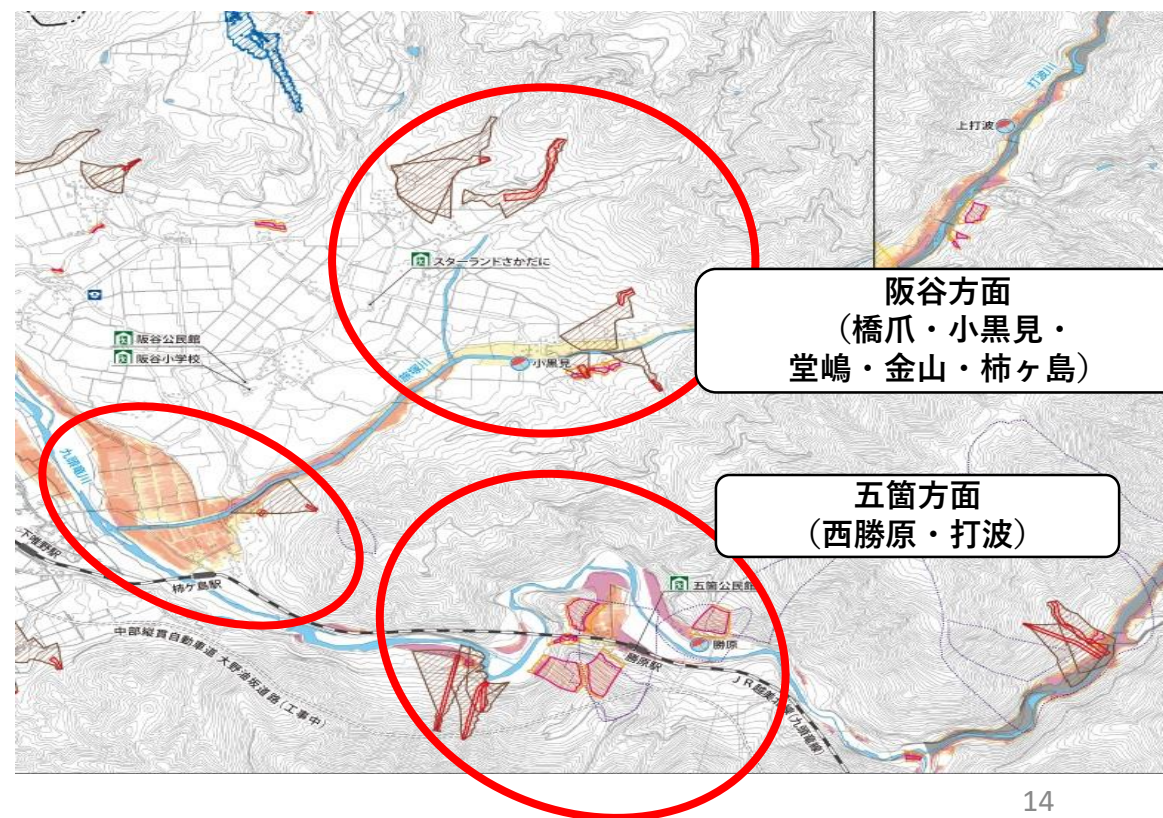 打波川
上打波
スターランドさかだに
阪谷方面
（橋爪・小黒見・
堂嶋・金山・柿ヶ島）
阪谷公民館
阪谷小学校
小黒見
笹塚川
九頭竜川
五箇方面
（西勝原・打波）
下唯野駅
柿ケ島駅
五箇公民館
勝原
勝原駅
中部縦貫自動車道 大野油坂道路(工事中)
JR越美北線(九頭竜線)
14